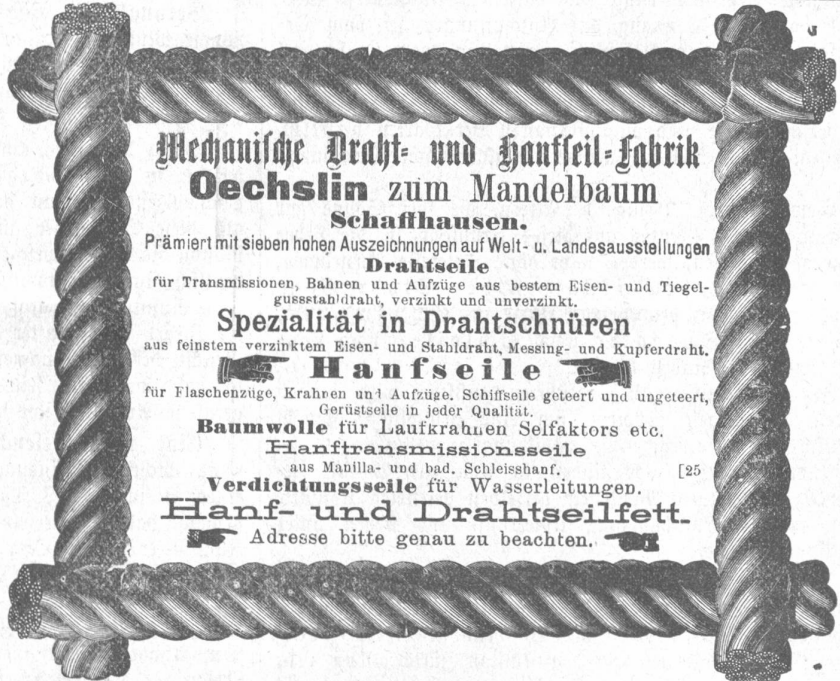 Mechanische Draht- und Hanfseil-Fabrik
Oechslin zum Mandelbaum
Schaffhausen.
Prämiert mit sieben hohen Auszeichnungen auf Welt- u. Landesausstellungen
Drahtseile
für Transmissionen, Bahnen und Aufzüge aus bestem Eisen- und Tiegel-
gussstahldraht, verzinkt und unverzinkt.
Spezialität in Drahtschnüren
aus feinstem verzinktem Eisen- und Stahldraht, Messing- und Kupferdraht.
Hanfseile
für Flaschenzüge, Krahnen und Aufzüge. Schiffseile geteert und ungeteert,
Gerüstseile in jeder Qualität.
Baumwolle für Laufkrahnen Selfaktors etc.
Hanftransmissionsseile
aus Manilla- und bad. Schleisshanf. [25
Verdichtungsseile für Wasserleitungen.
Hanf- und Drahtseilfett.
Adresse bitte genau zu beachten.